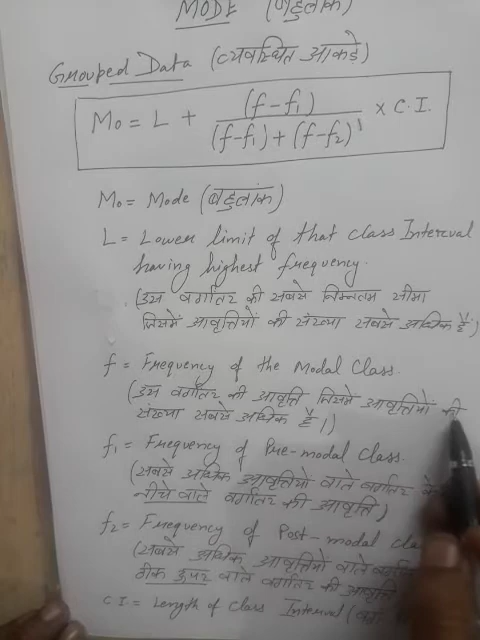 MODE (बहुलांक)
Grouped Data (व्यवस्थित आकड़े)
Mo = L + (f-f₁) / (f-f₁)+(f-f₂) × C.I.
Mo = Mode (बहुलांक)
L = Lower limit of that class Interval
having highest frequency.
(उस वर्गांतर की सबसे निम्नतम सीमा
जिसमें आवृत्तियों की संख्या सबसे अधिक है)
f = Frequency of the Modal Class.
(उस वर्गांतर की आवृत्ति जिसमें आवृत्तियों की
संख्या सबसे अधिक है।)
f₁ = Frequency of Pre-modal Class.
(सबसे अधिक आवृत्तियों वाले वर्गांतर
नीचे वाले वर्गांतर की आवृत्ति)
f₂ = Frequency of Post-modal
(सबसे अधिक आवृत्तियों वाले
ठीक ऊपर वाले वर्गांतर की आवृत्ति
C.I. = Length of Class Interval